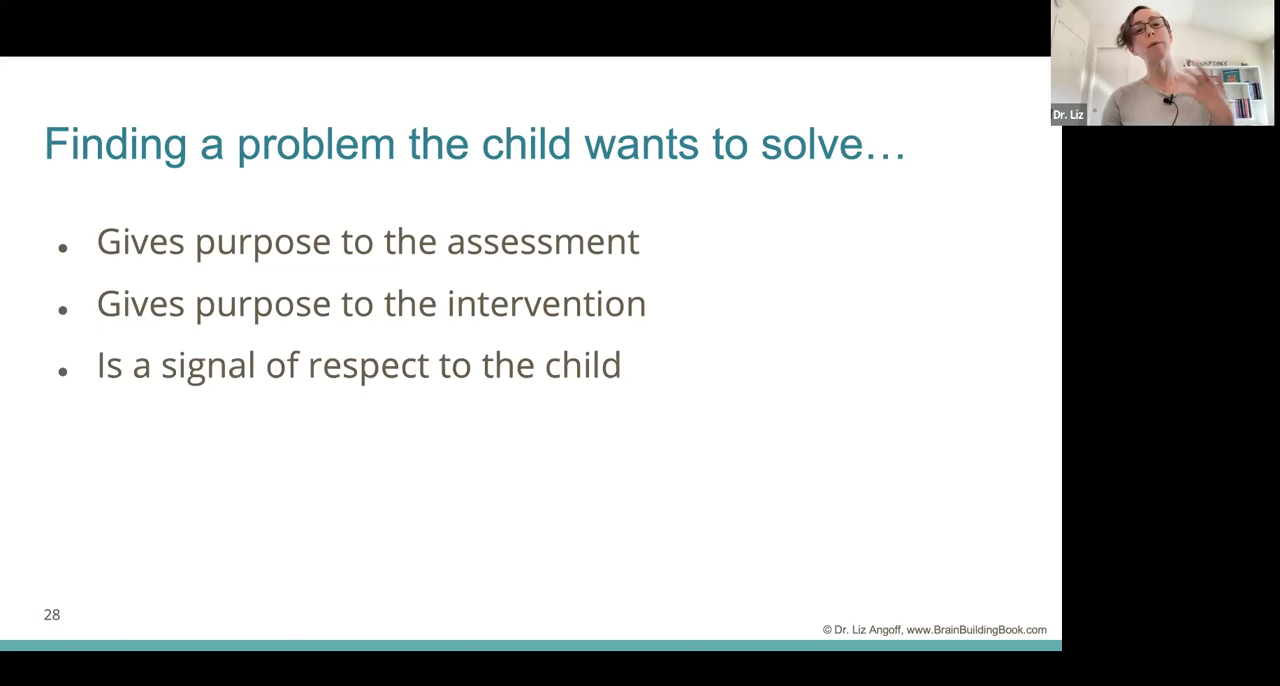 Finding a problem the child wants to solve…
• Gives purpose to the assessment
• Gives purpose to the intervention
• Is a signal of respect to the child
28
© Dr. Liz Angoff, www.BrainBuildingBook.com
Dr. Liz